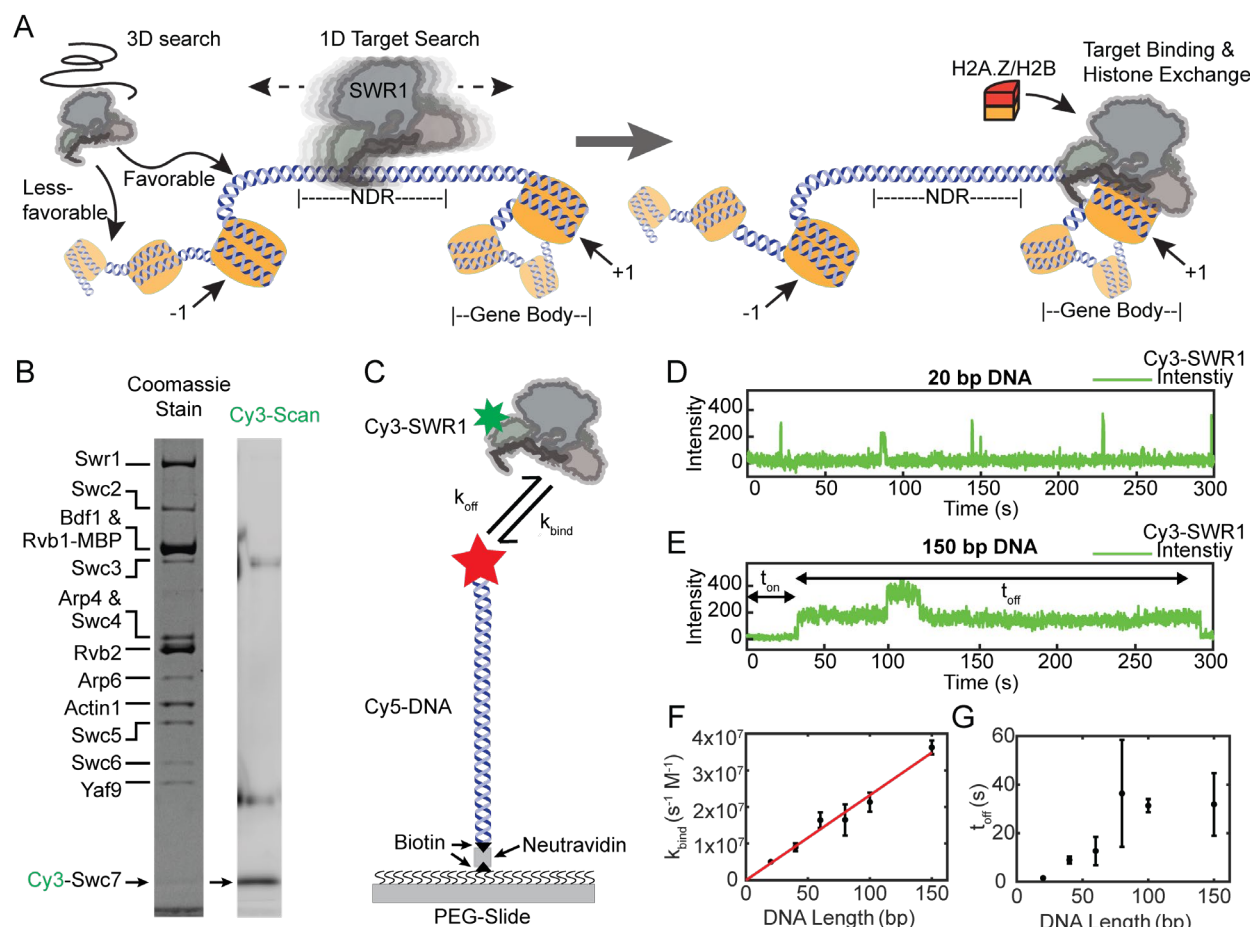 A
3D search
1D Target Search
SWR1
Less-
favorable
Favorable
|------NDR-------|
-1
+1
|--Gene Body--|
H2A.Z/H2B
Target Binding &
Histone Exchange
|------NDR-------|
-1
+1
|--Gene Body--|
B
Coomassie
Stain
Cy3-Scan
Swr1
Swc2
Bdf1 &
Rvb1-MBP
Swc3
Arp4 &
Swc4
Rvb2
Arp6
Actin1
Swc5
Swc6
Yaf9
Cy3-Swc7
C
Cy3-SWR1
koff
kbind
Cy5-DNA
Biotin
Neutravidin
PEG-Slide
D
20 bp DNA
Cy3-SWR1
Intenstiy
Intensity
400
200
0
0
50
100
150
200
250
300
Time (s)
E
150 bp DNA
Cy3-SWR1
Intenstiy
Intensity
400
200
0
ton
toff
0
50
100
150
200
250
300
Time (s)
F
kbind (s-1 M-1)
4x10⁷
3x10⁷
2x10⁷
1x10⁷
0
0
50
100
150
DNA Length (bp)
G
toff (s)
60
40
20
0
0
50
100
150
DNA Length (bp)